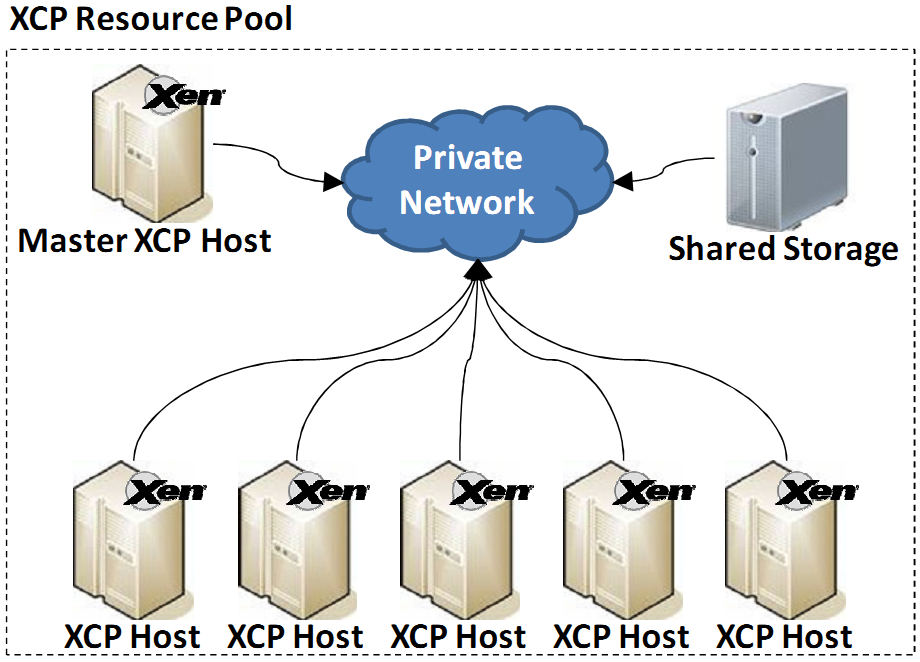 XCP Resource Pool
Xen
Master XCP Host
Private
Network
Shared Storage
Xen
Xen
Xen
Xen
Xen
XCP Host
XCP Host
XCP Host
XCP Host
XCP Host